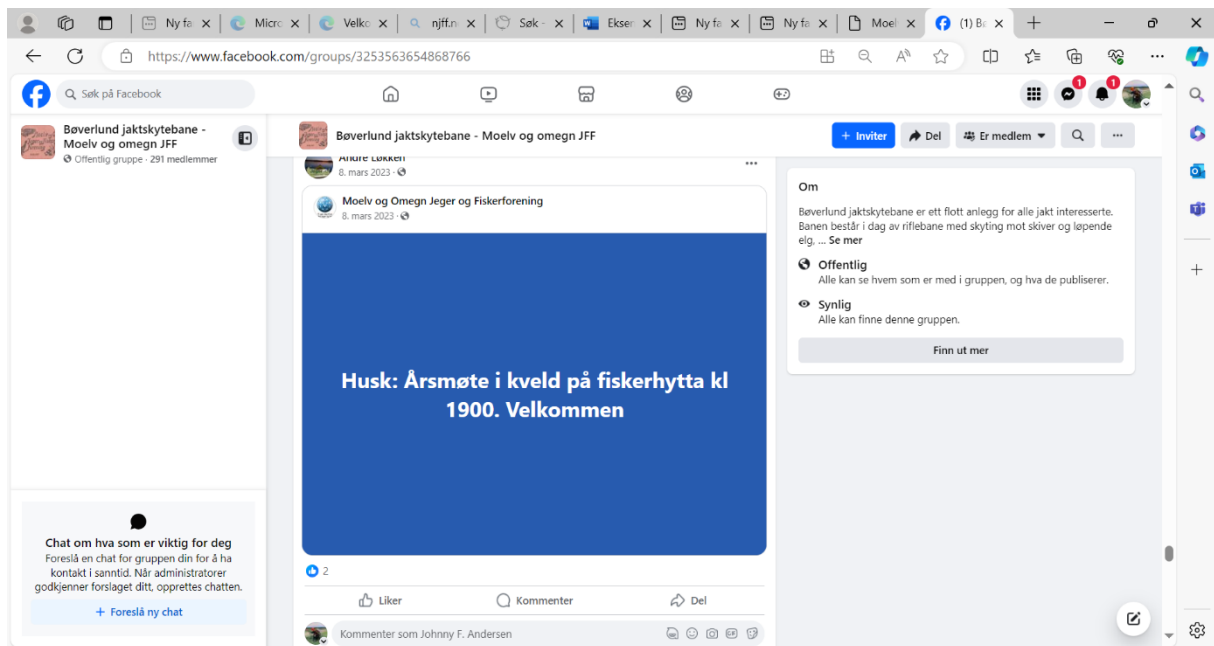 Ny fa
Micro
Velko
njff.n
Søk -
Ekser
Ny fa
Ny fa
Moel
(1) Bø
https://www.facebook.com/groups/3253563654868766
Søk på Facebook
1
1
Bøverlund jaktskytebane -
Moelv og omegn JFF
Offentlig gruppe · 291 medlemmer
Bøverlund jaktskytebane - Moelv og omegn JFF
+ Inviter
Del
Er medlem
Andre Løkken
8. mars 2023 ·
Moelv og Omegn Jeger og Fiskerforening
8. mars 2023 ·
Husk: Årsmøte i kveld på fiskerhytta kl
1900. Velkommen
2
Liker
Kommenter
Del
Kommenter som Johnny F. Andersen
Om
Bøverlund jaktskytebane er ett flott anlegg for alle jakt interesserte.
Banen består i dag av riflebane med skyting mot skiver og løpende
elg, ... Se mer
Offentlig
Alle kan se hvem som er med i gruppen, og hva de publiserer.
Synlig
Alle kan finne denne gruppen.
Finn ut mer
Chat om hva som er viktig for deg
Foreslå en chat for gruppen din for å ha
kontakt i sanntid. Når administratorer
godkjenner forslaget ditt, opprettes chatten.
+ Foreslå ny chat